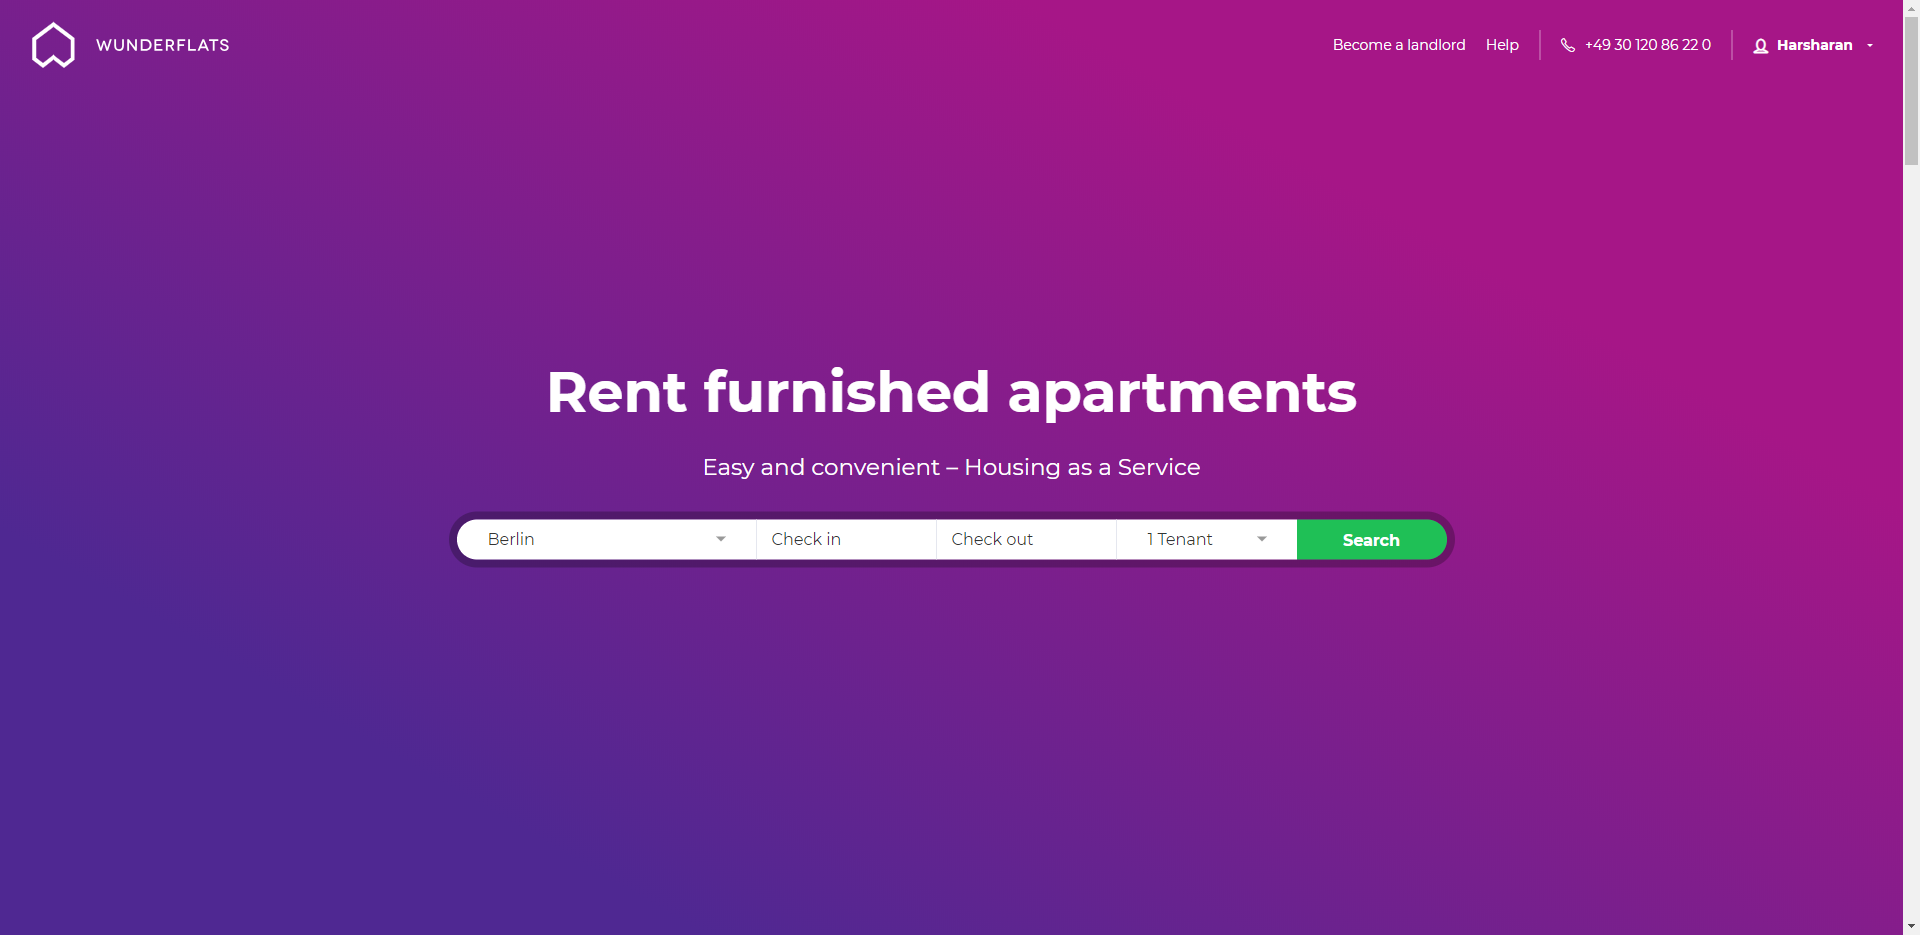 WUNDERFLATS
Become a landlord Help +49 30 120 86 22 0 Harsharan
Rent furnished apartments
Easy and convenient – Housing as a Service
Berlin Check in Check out 1 Tenant Search